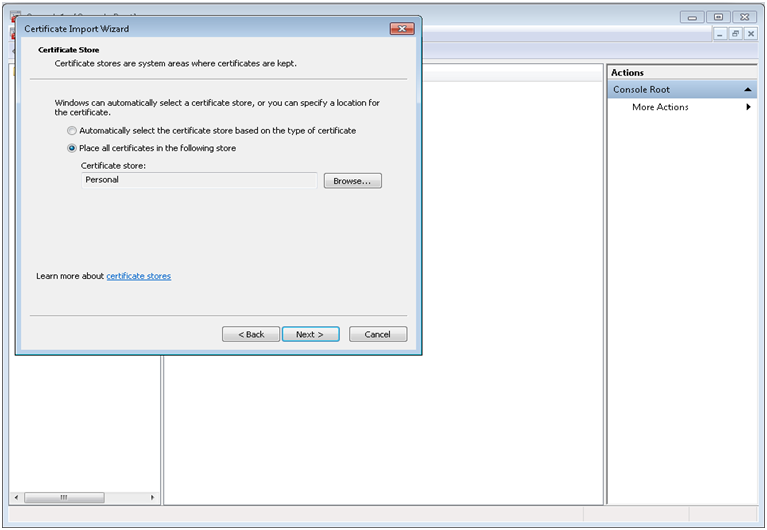 Certificate Import Wizard
Certificate Store
Certificate stores are system areas where certificates are kept.
Windows can automatically select a certificate store, or you can specify a location for
the certificate.
Automatically select the certificate store based on the type of certificate
Place all certificates in the following store
Certificate store:
Personal
Browse...
Learn more about certificate stores
< Back
Next >
Cancel
Actions
Console Root
More Actions